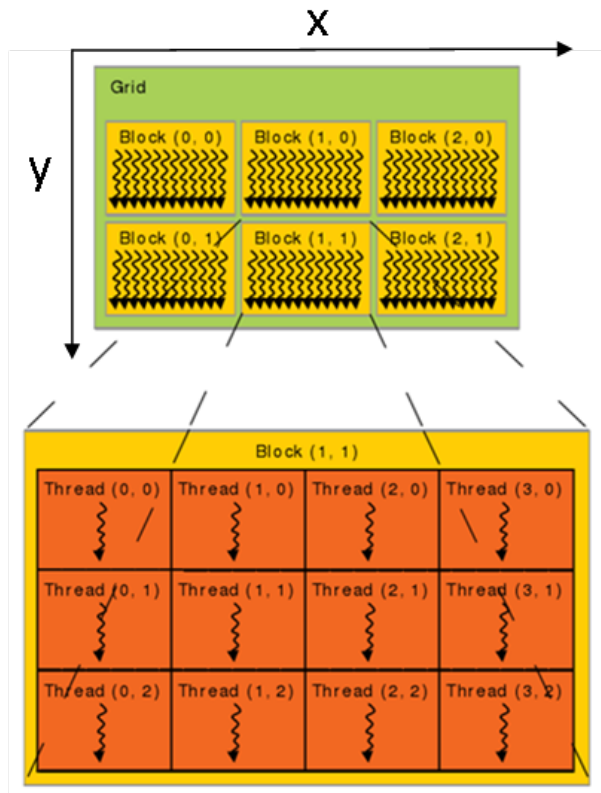 x
y
Grid
Block (0, 0) Block (1, 0) Block (2, 0)
Block (0, 1) Block (1, 1) Block (2, 1)
Block (1, 1)
Thread (0, 0) Thread (1, 0) Thread (2, 0) Thread (3, 0)
Thread (0, 1) Thread (1, 1) Thread (2, 1) Thread (3, 1)
Thread (0, 2) Thread (1, 2) Thread (2, 2) Thread (3, 2)